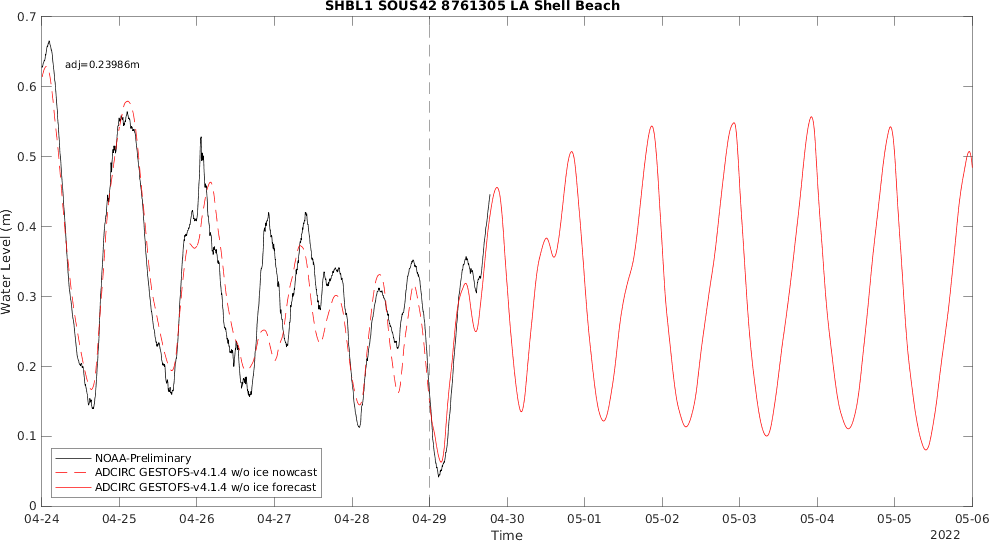 SHBL1 SOUS42 8761305 LA Shell Beach
0.7
0.6
0.5
0.4
0.3
0.2
0.1
0
Water Level (m)
adj=0.23986m
NOAA-Preliminary
ADCIRC GESTOFS-v4.1.4 w/o ice nowcast
ADCIRC GESTOFS-v4.1.4 w/o ice forecast
04-24 04-25 04-26 04-27 04-28 04-29 04-30 05-01 05-02 05-03 05-04 05-05 05-06
Time
2022